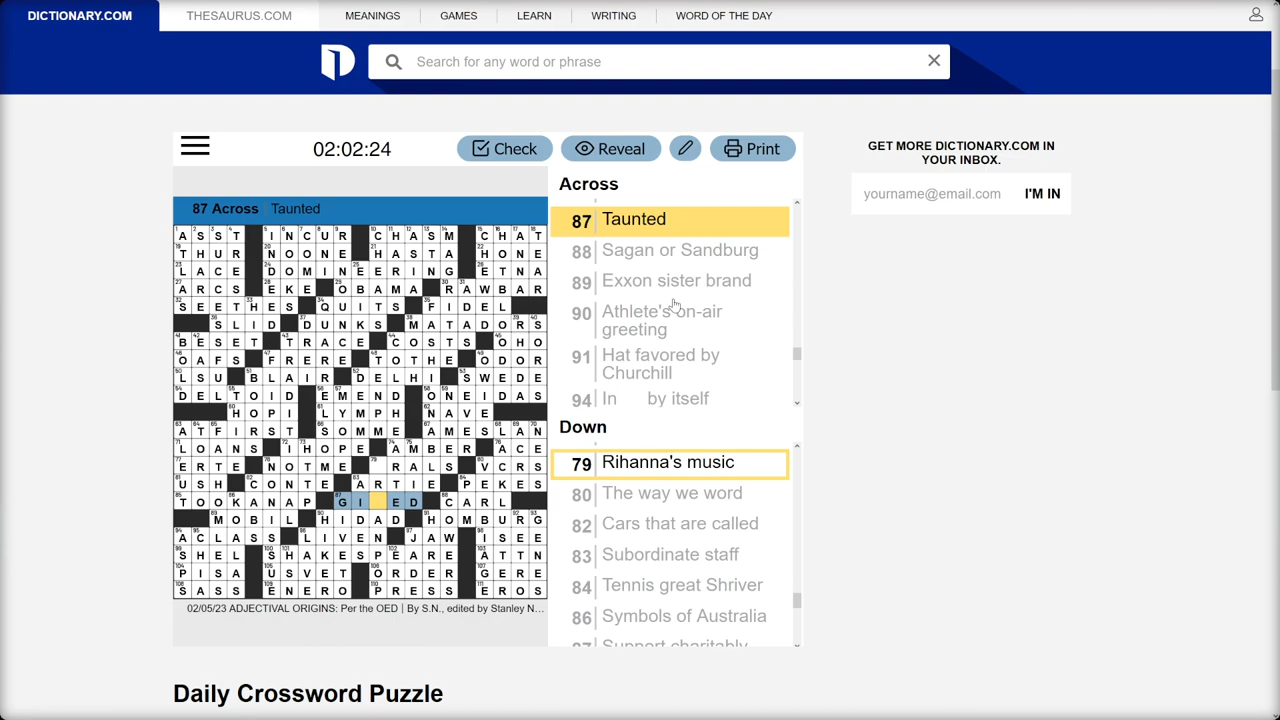 DICTIONARY.COM THESAURUS.COM MEANINGS GAMES LEARN WRITING WORD OF THE DAY
Search for any word or phrase
02:02:24 Check Reveal Print
87 Across Taunted
A S S T I N C U R C H A S M C H A T
T H U R N O O N E H A S T A H O N E
L A C E D O M I N E E R I N G E T N A
A R C S E K E O B A M A R A W B A R
S E E T H E S Q U I T S F I D E L
S L I D D U N K S M A T A D O R S
B E S E T T R A C E C O S T S O H O
O A F S F R E R E T O T H E O D O R
L S U B L A I R D E L H I S W E D E
D E L T O I D E M E N D O N E I D A S
H O P I L Y M P H N A V E
A T F I R S T S O M M E A M E S L A N
L O A N S I H O P E A M B E R A C E
E R T E N O T M E R A L S V C R S
U S H C O N T E A R T I E P E K E S
T O O K A N A P G I E D C A R L
M O B I L H I D A D H O M B U R G
A C L A S S L I V E N J A W I S E E
S H E L S H A K E S P E A R E A T T N
P I S A U S V E T O R D E R G E R E
S A S S E N E R O P R E S S E R O S
02/05/23 ADJECTIVAL ORIGINS: Per the OED | By S.N., edited by Stanley N...
Across
87 Taunted
88 Sagan or Sandburg
89 Exxon sister brand
90 Athlete's on-air
greeting
91 Hat favored by
Churchill
94 In by itself
Down
79 Rihanna's music
80 The way we word
82 Cars that are called
83 Subordinate staff
84 Tennis great Shriver
86 Symbols of Australia
87 Support charitably
GET MORE DICTIONARY.COM IN
YOUR INBOX.
yourname@email.com I'M IN
Daily Crossword Puzzle